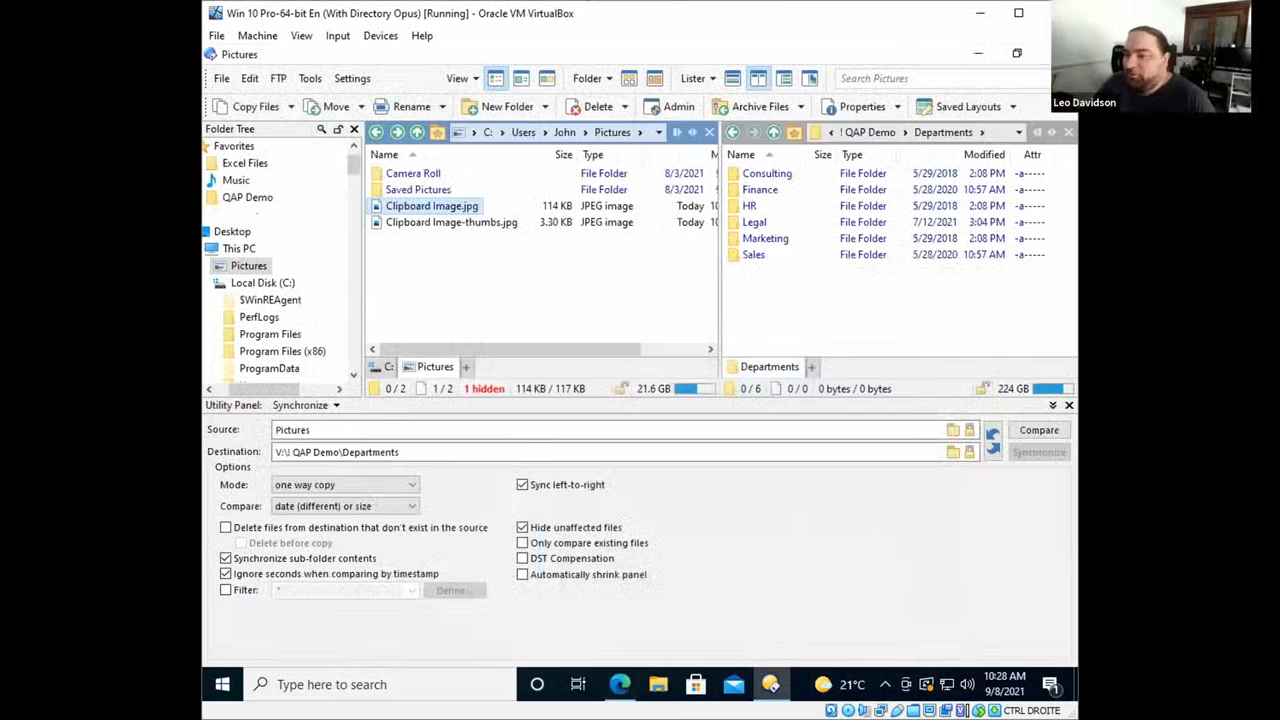 Win 10 Pro-64-bit En (With Directory Opus) [Running] - Oracle VM VirtualBox
File Machine View Input Devices Help
Pictures
File Edit FTP Tools Settings View Folder Lister Search Pictures
Copy Files Move Rename New Folder Delete Admin Archive Files Properties Saved Layouts
Leo Davidson
Folder Tree
Favorites
Excel Files
Music
QAP Demo
Desktop
This PC
Pictures
Local Disk (C:)
$WinREAgent
PerfLogs
Program Files
Program Files (x86)
ProgramData
C: Users John Pictures
Name Size Type M
Camera Roll File Folder 8/3/2021
Saved Pictures File Folder 8/3/2021
Clipboard Image.jpg 114 KB JPEG image Today 10
Clipboard Image-thumbs.jpg 3.30 KB JPEG image Today 10
C: Pictures +
0 / 2 1 / 2 1 hidden 114 KB / 117 KB 21.6 GB
! QAP Demo Departments
Name Size Type Modified Attr
Consulting File Folder 5/29/2018 2:08 PM -a-----
Finance File Folder 5/28/2020 10:57 AM -a-----
HR File Folder 5/29/2018 2:08 PM -a-----
Legal File Folder 7/12/2021 3:04 PM -a-----
Marketing File Folder 5/29/2018 2:08 PM -a-----
Sales File Folder 5/28/2020 10:57 AM -a-----
Departments +
0 / 6 0 / 0 0 bytes / 0 bytes 224 GB
Utility Panel: Synchronize
Source: Pictures Compare
Destination: V:\! QAP Demo\Departments Synchronize
Options
Mode: one way copy Sync left-to-right
Compare: date (different) or size
Delete files from destination that don't exist in the source Hide unaffected files
Delete before copy Only compare existing files
Synchronize sub-folder contents DST Compensation
Ignore seconds when comparing by timestamp Automatically shrink panel
Filter: * Define...
Type here to search 21°C 10:28 AM
9/8/2021
1
CTRL DROITE